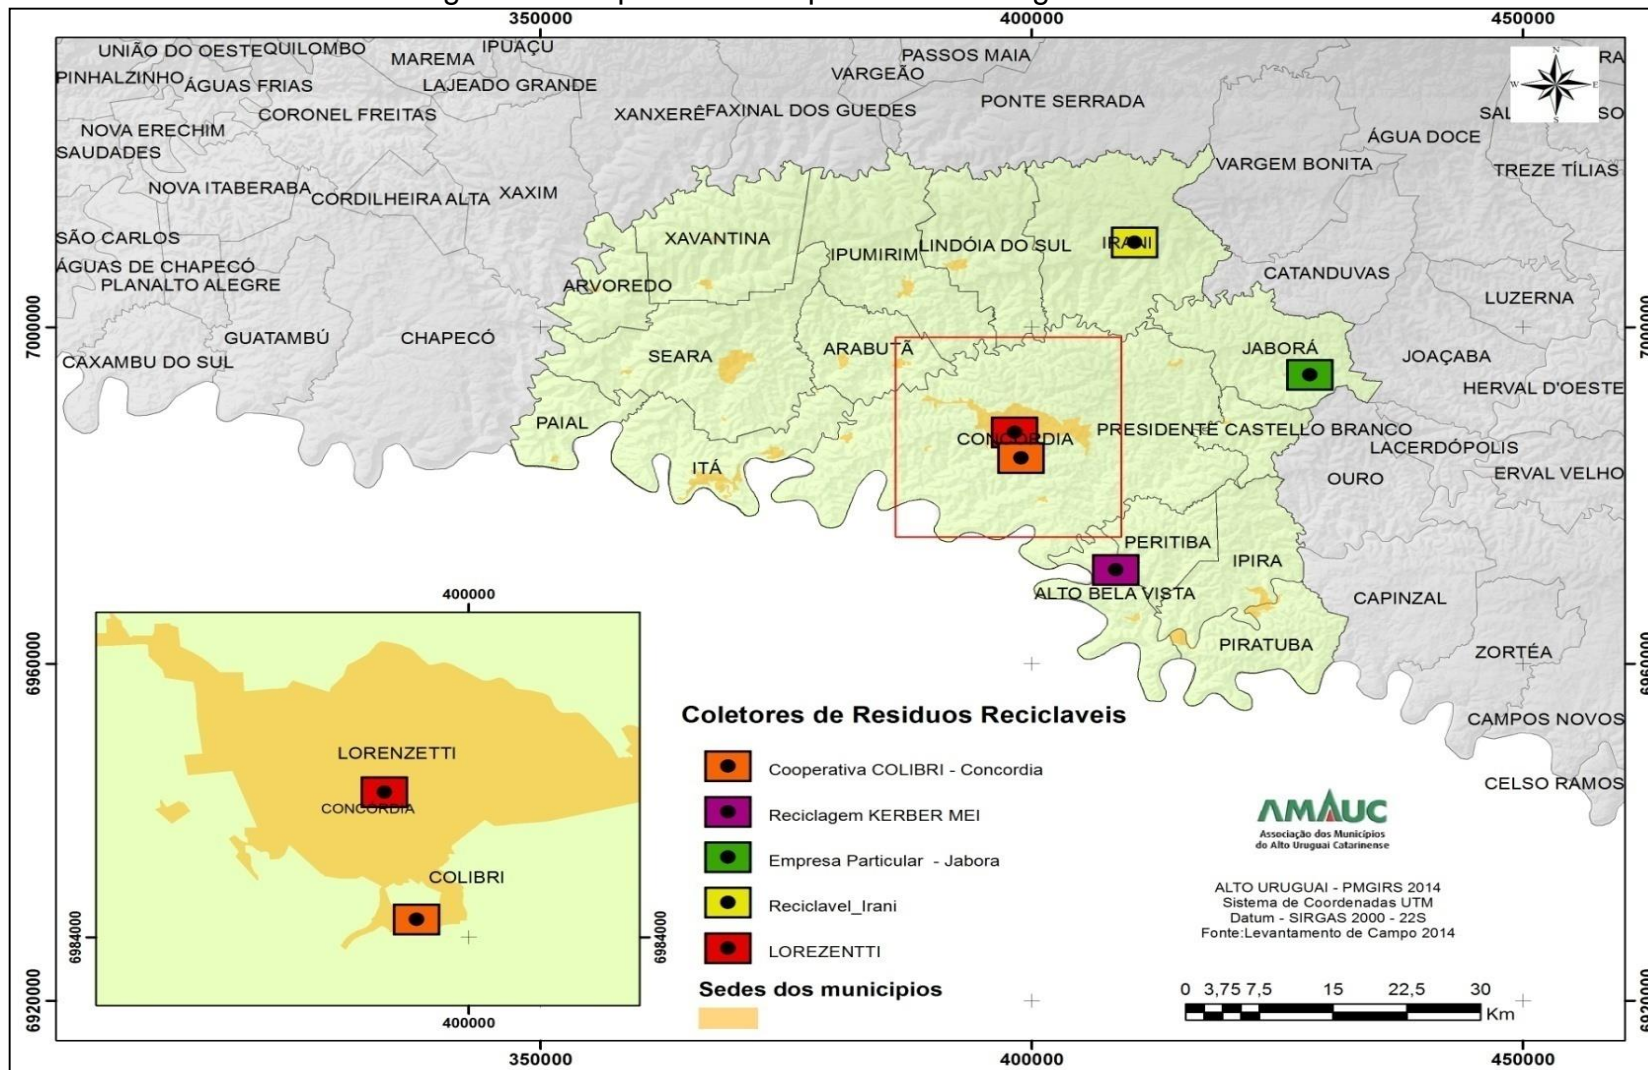 350000
400000
450000
UNIÃO DO OESTE
QUILOMBO
MAREMA
IPUAÇU
PASSOS MAIA
VARGEÃO
PINHALZINHO
ÁGUAS FRIAS
LAJEADO GRANDE
CORONEL FREITAS
XANXERÊ
FAXINAL DOS GUEDES
PONTE SERRADA
NOVA ERECHIM
SAUDADES
ÁGUA DOCE
VARGEM BONITA
TREZE TÍLIAS
NOVA ITABERABA
CORDILHEIRA ALTA
XAXIM
SÃO CARLOS
XAVANTINA
IPUMIRIM
LINDÓIA DO SUL
IRANI
ÁGUAS DE CHAPECÓ
PLANALTO ALEGRE
ARVOREDO
CATANDUVAS
LUZERNA
GUATAMBÚ
CHAPECÓ
CAXAMBU DO SUL
SEARA
ARABUTÃ
JABORÁ
JOAÇABA
HERVAL D'OESTE
PAIAL
CONCÓRDIA
PRESIDENTE CASTELLO BRANCO
LACERDÓPOLIS
ITÁ
OURO
ERVAL VELHO
PERITIBA
IPIRA
ALTO BELA VISTA
CAPINZAL
PIRATUBA
ZORTÉA
CAMPOS NOVOS
CELSO RAMOS
N
W
E
S
6960000
6920000
400000
LORENZETTI
CONCÓRDIA
COLIBRI
6984000
6984000
400000
Coletores de Residuos Reciclaveis
Cooperativa COLIBRI - Concordia
Reciclagem KERBER MEI
Empresa Particular - Jabora
Reciclavel_Irani
LOREZENTTI
Sedes dos municipios
AMAUC
Associação dos Municípios
do Alto Uruguai Catarinense
ALTO URUGUAI - PMGIRS 2014
Sistema de Coordenadas UTM
Datum - SIRGAS 2000 - 22S
Fonte:Levantamento de Campo 2014
0 3,75 7,5 15 22,5 30
Km
350000
400000
450000